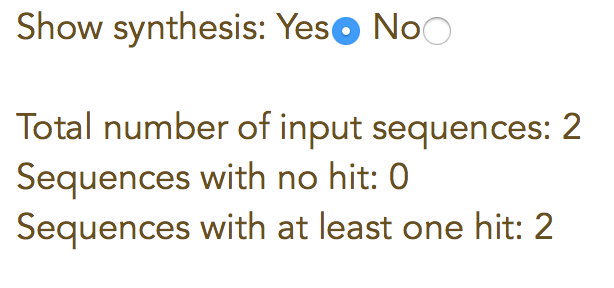 Show synthesis: Yes No
Total number of input sequences: 2
Sequences with no hit: 0
Sequences with at least one hit: 2